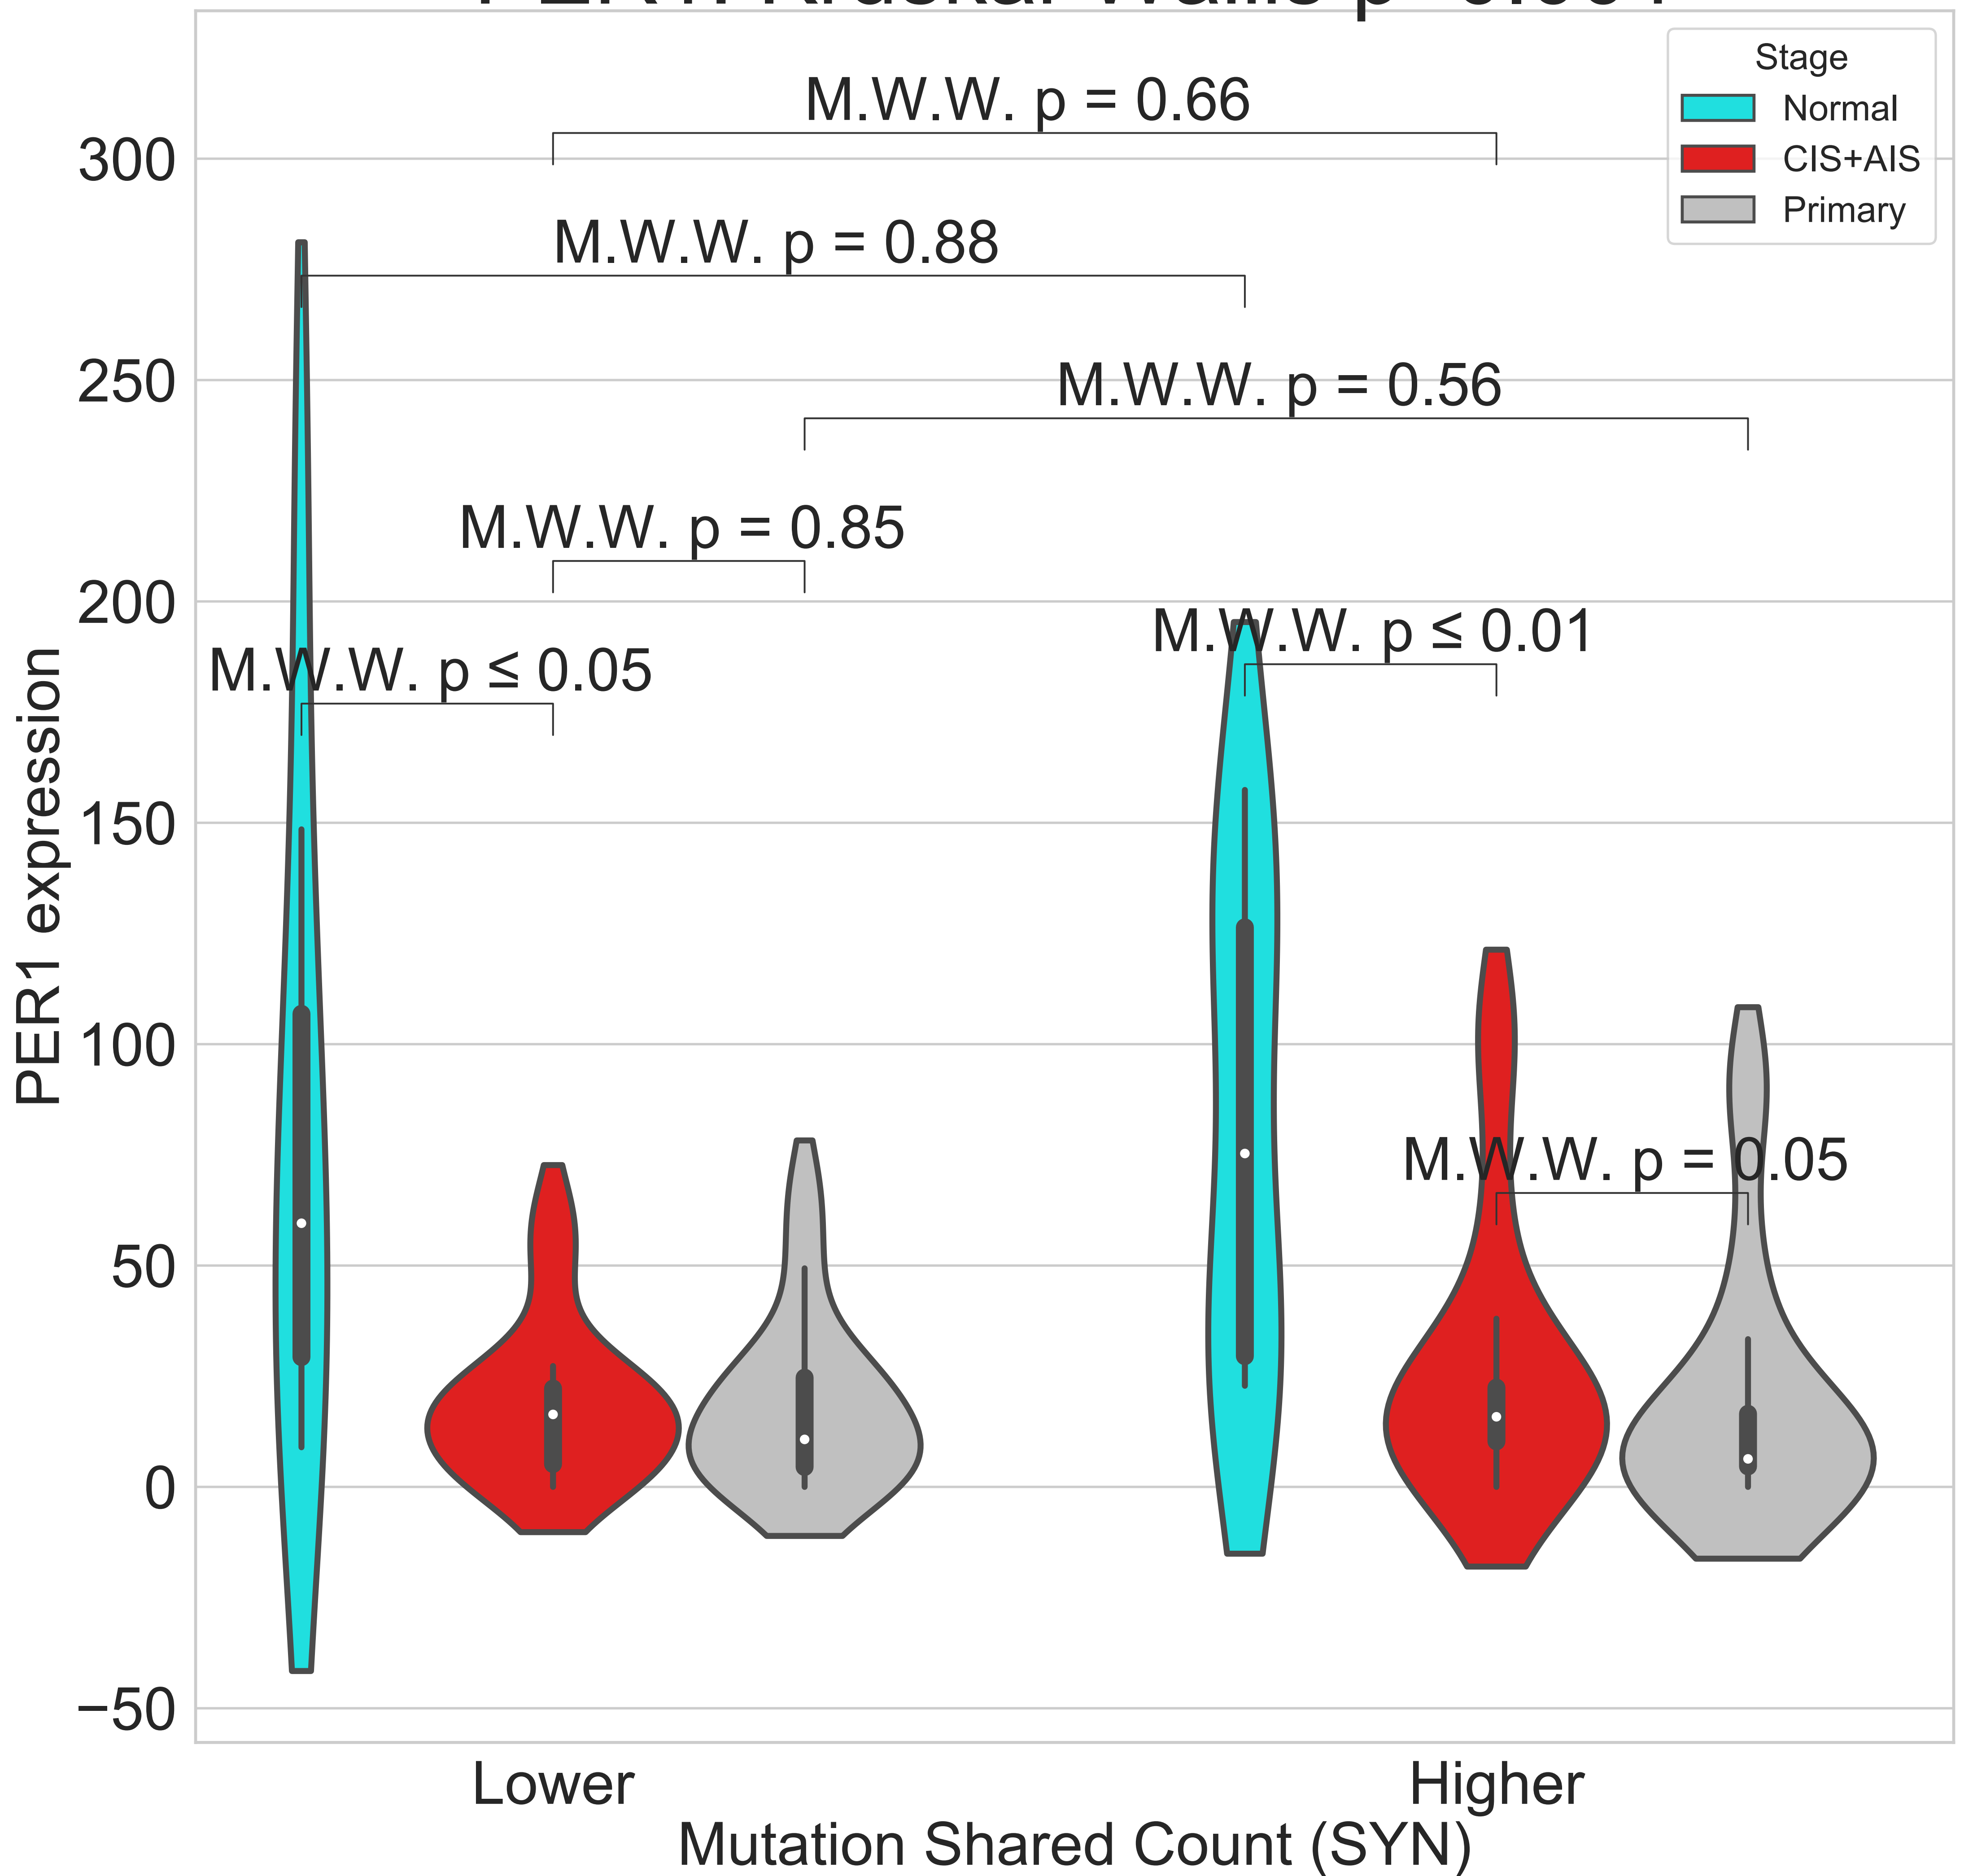 Stage
Normal
CIS+AIS
Primary
M.W.W. p = 0.66
M.W.W. p = 0.88
M.W.W. p = 0.56
M.W.W. p = 0.85
M.W.W. p ≤ 0.01
M.W.W. p ≤ 0.05
M.W.W. p = 0.05
300
250
200
150
100
50
0
−50
PER1 expression
Lower
Higher
Mutation Shared Count (SYN)